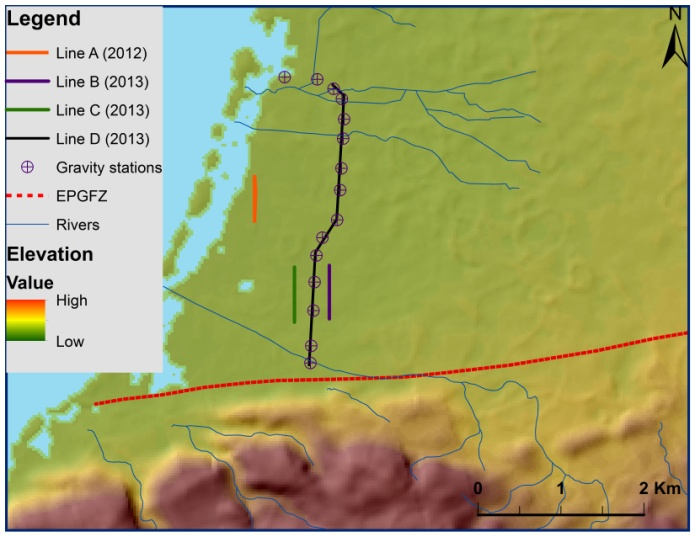 Legend
Line A (2012)
Line B (2013)
Line C (2013)
Line D (2013)
Gravity stations
EPGFZ
Rivers
Elevation
Value
High
Low
N
0 1 2 Km